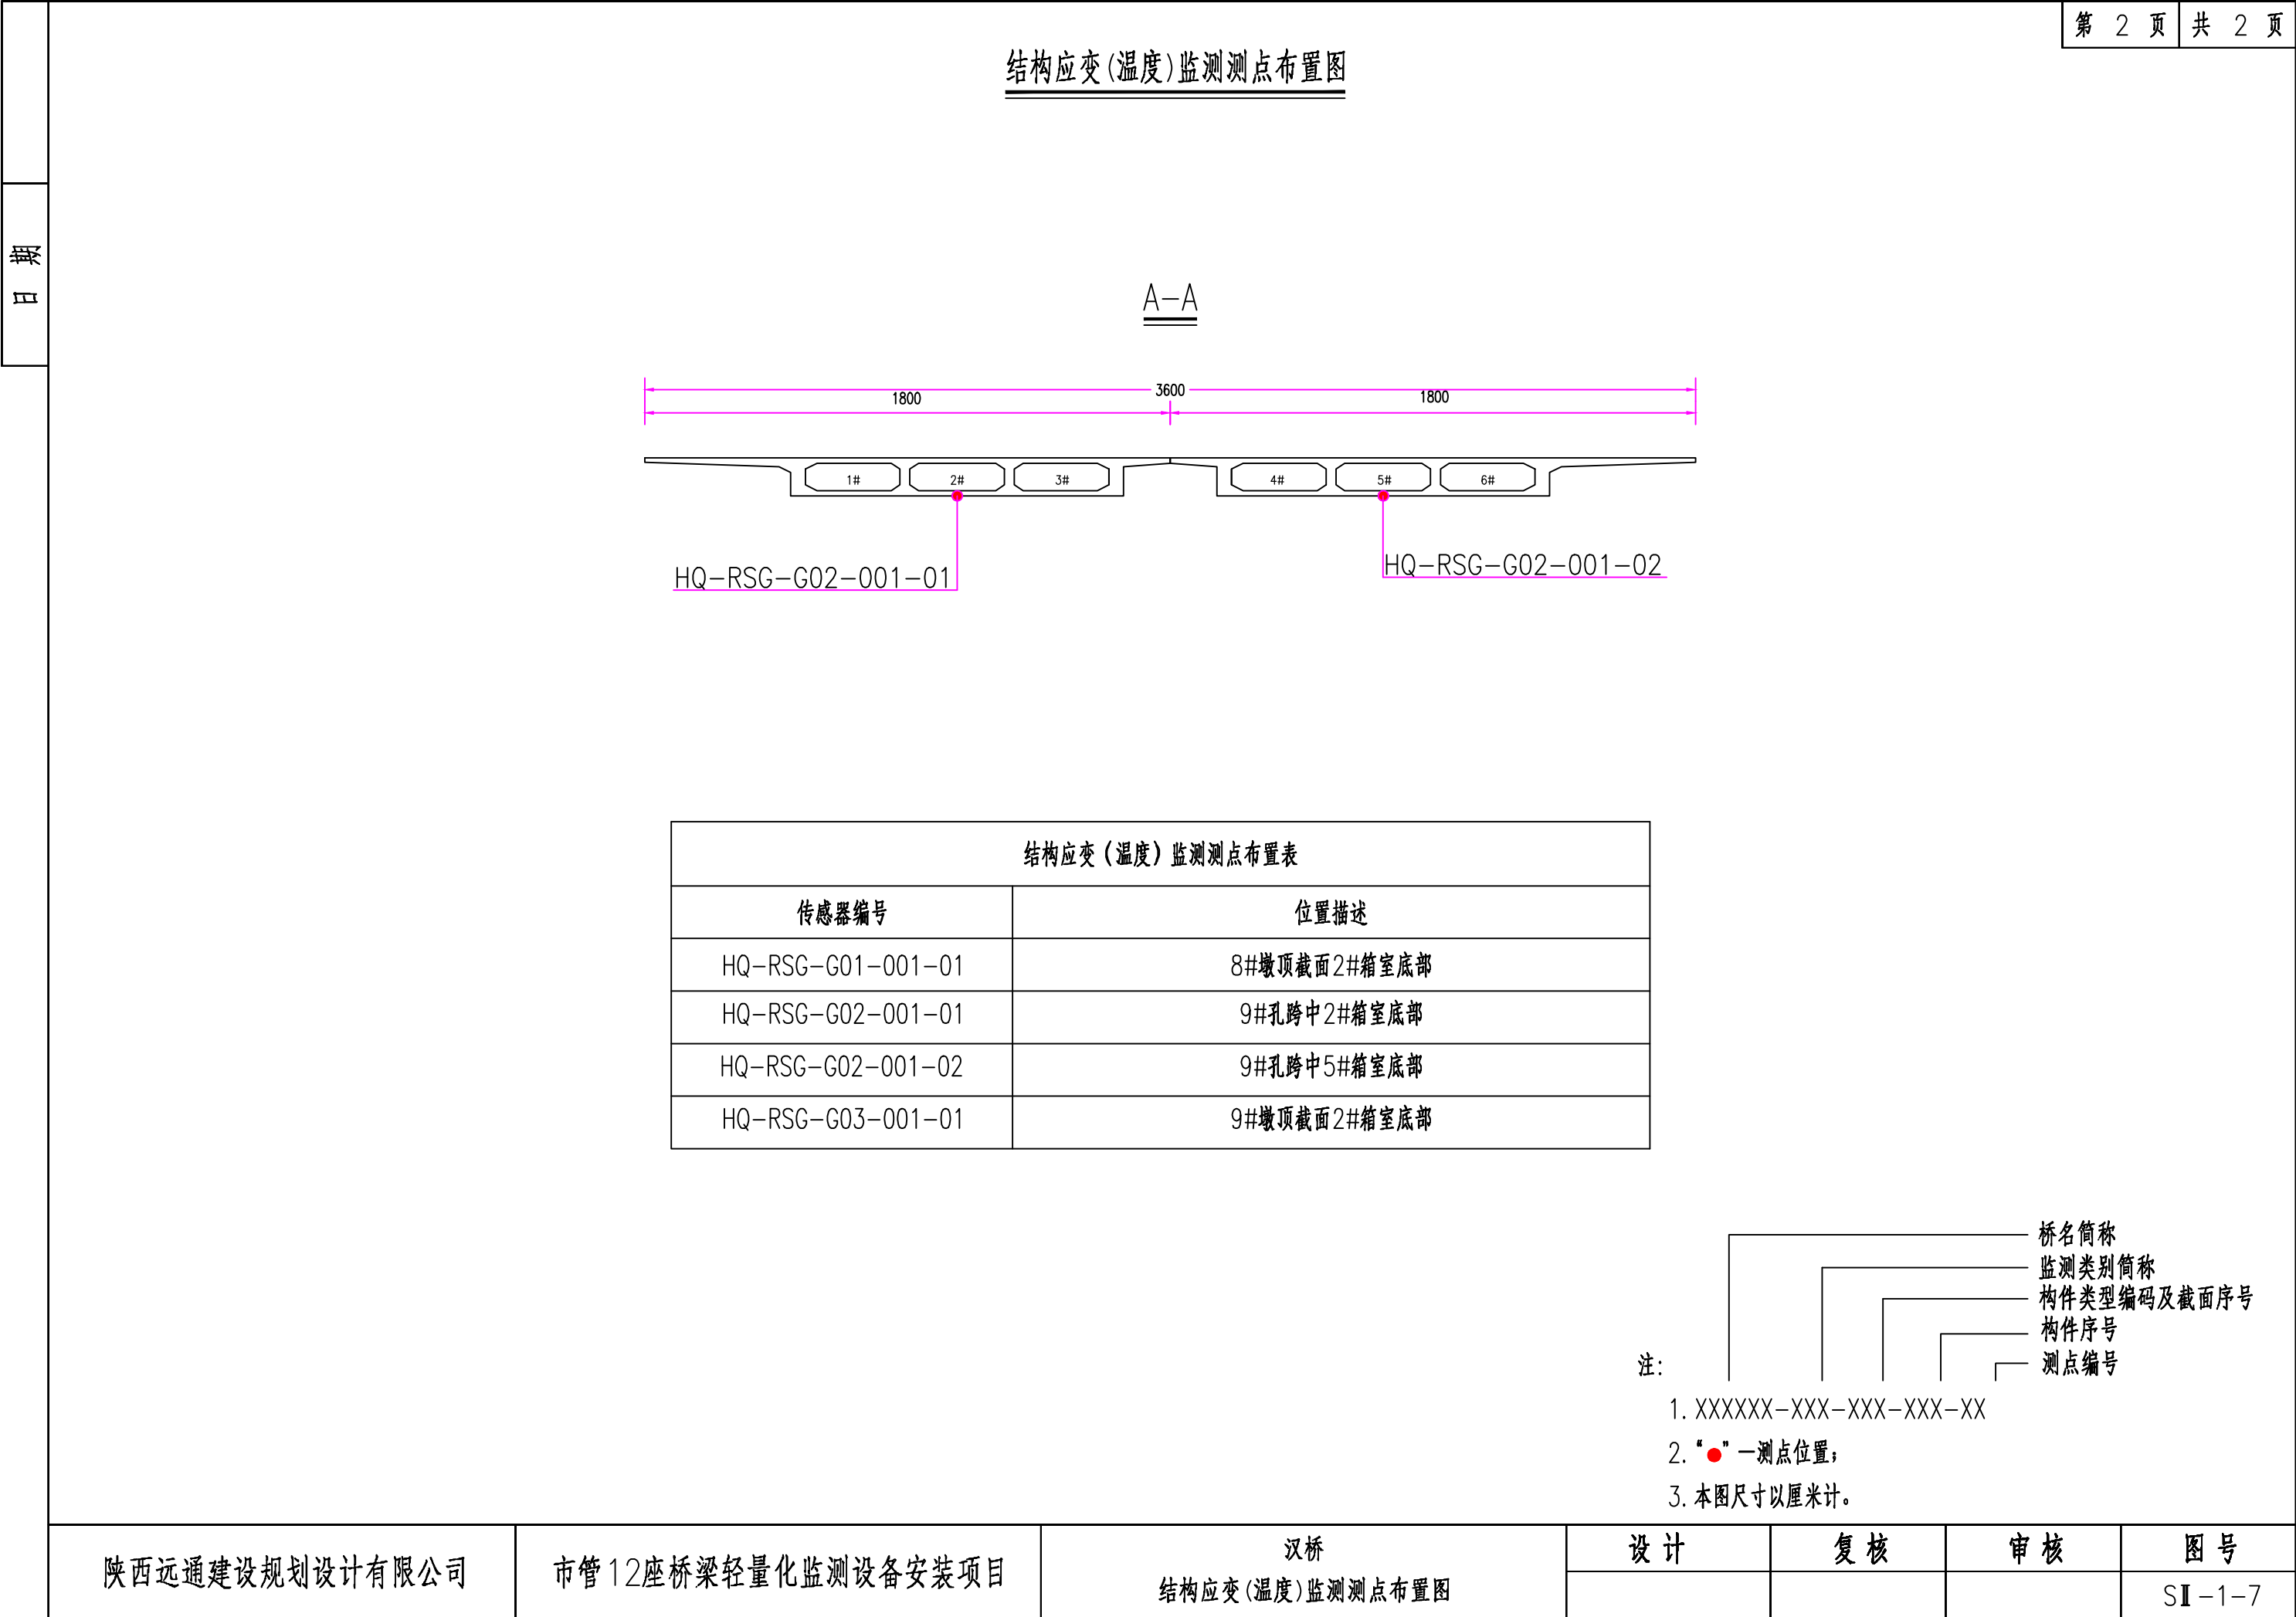 第 2 页 共 2 页
结构应变(温度)监测测点布置图
日 期
A-A
3600
1800 1800
1# 2# 3# 4# 5# 6#
HQ-RSG-G02-001-01
HQ-RSG-G02-001-02
结构应变（温度）监测测点布置表
传感器编号 位置描述
HQ-RSG-G01-001-01 8#墩顶截面2#箱室底部
HQ-RSG-G02-001-01 9#孔跨中2#箱室底部
HQ-RSG-G02-001-02 9#孔跨中5#箱室底部
HQ-RSG-G03-001-01 9#墩顶截面2#箱室底部
桥名简称
监测类别简称
构件类型编码及截面序号
构件序号
测点编号
注:
1. XXXXXX-XXX-XXX-XXX-XX
2. “●”—测点位置；
3. 本图尺寸以厘米计。
陕西远通建设规划设计有限公司
市管12座桥梁轻量化监测设备安装项目
汉桥
结构应变(温度)监测测点布置图
设 计 复 核 审 核 图 号
SⅡ-1-7